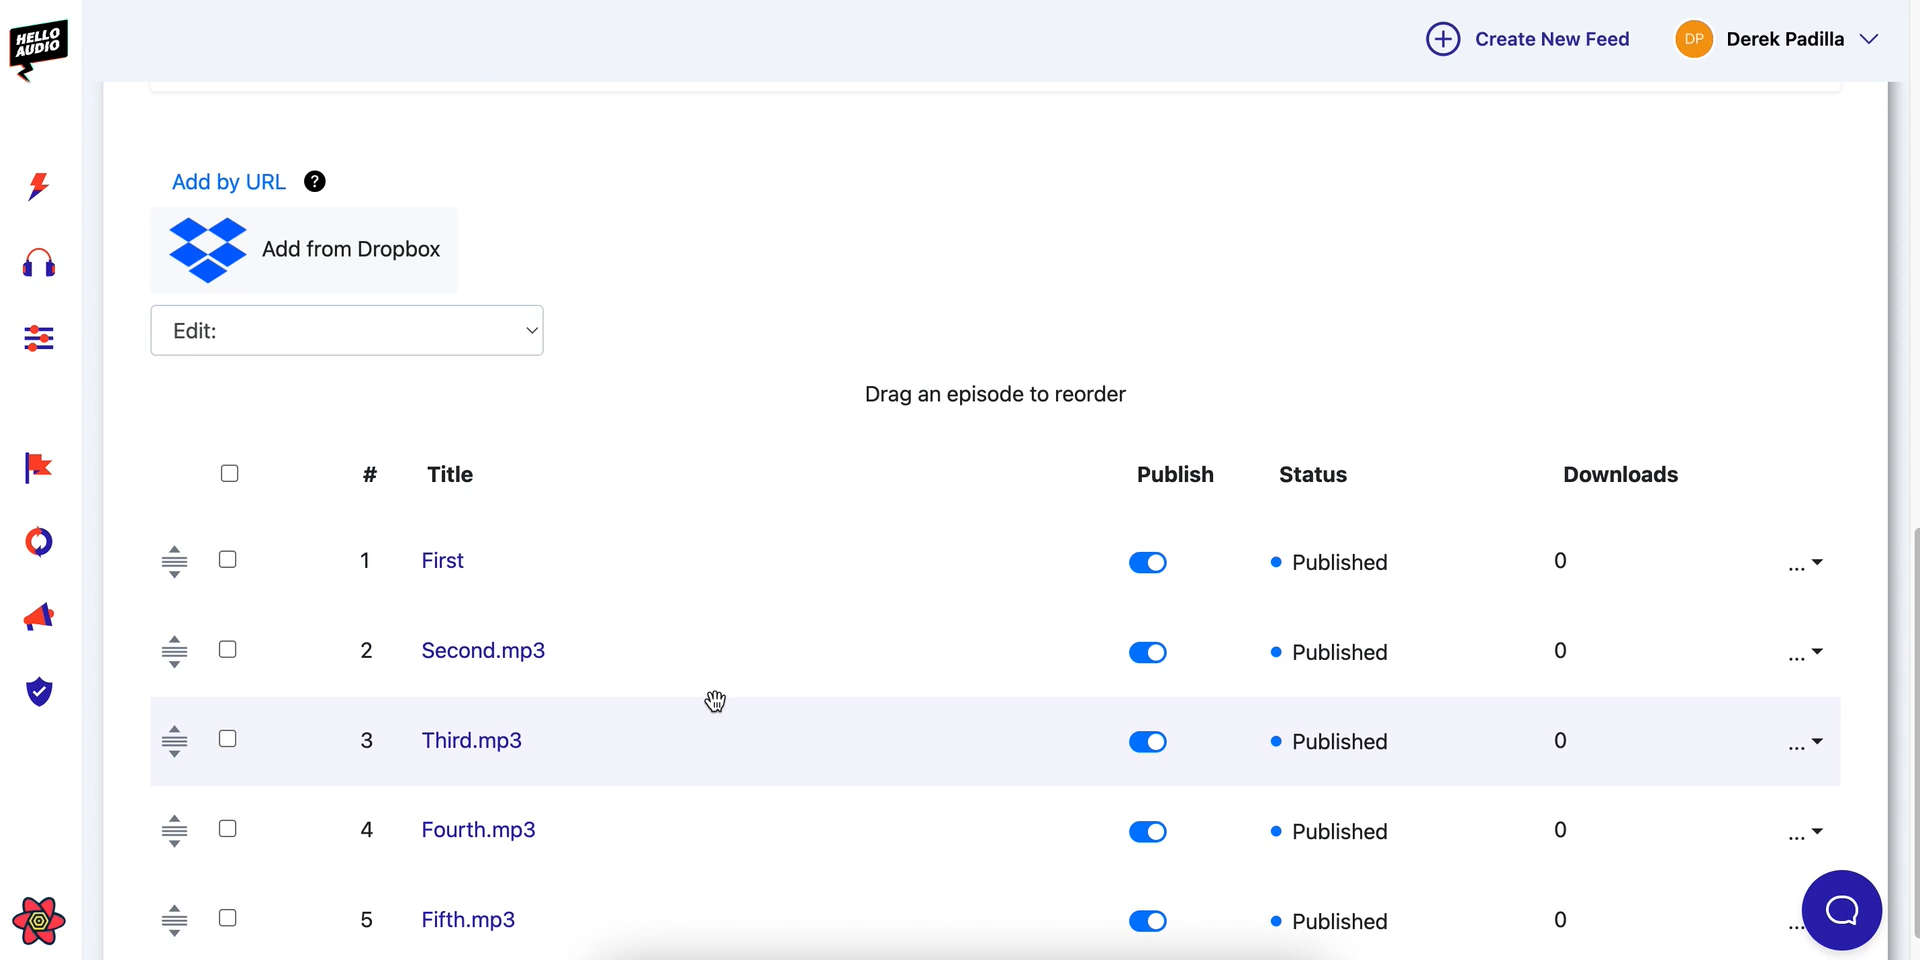 HELLO
AUDIO
Create New Feed
DP
Derek Padilla
Add by URL ?
Add from Dropbox
Edit:
Drag an episode to reorder
# Title Publish Status Downloads
1 First Published 0 ...
2 Second.mp3 Published 0 ...
3 Third.mp3 Published 0 ...
4 Fourth.mp3 Published 0 ...
5 Fifth.mp3 Published 0 ...